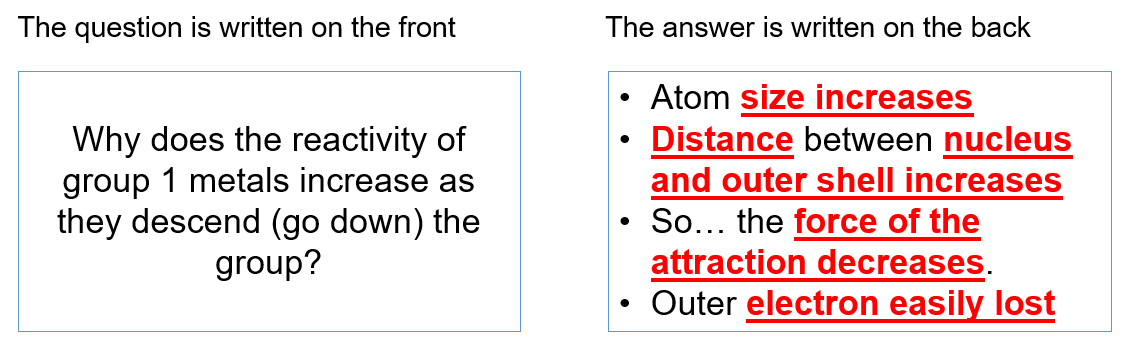 The question is written on the front
Why does the reactivity of
group 1 metals increase as
they descend (go down) the
group?
The answer is written on the back
• Atom size increases
• Distance between nucleus
and outer shell increases
• So… the force of the
attraction decreases.
• Outer electron easily lost